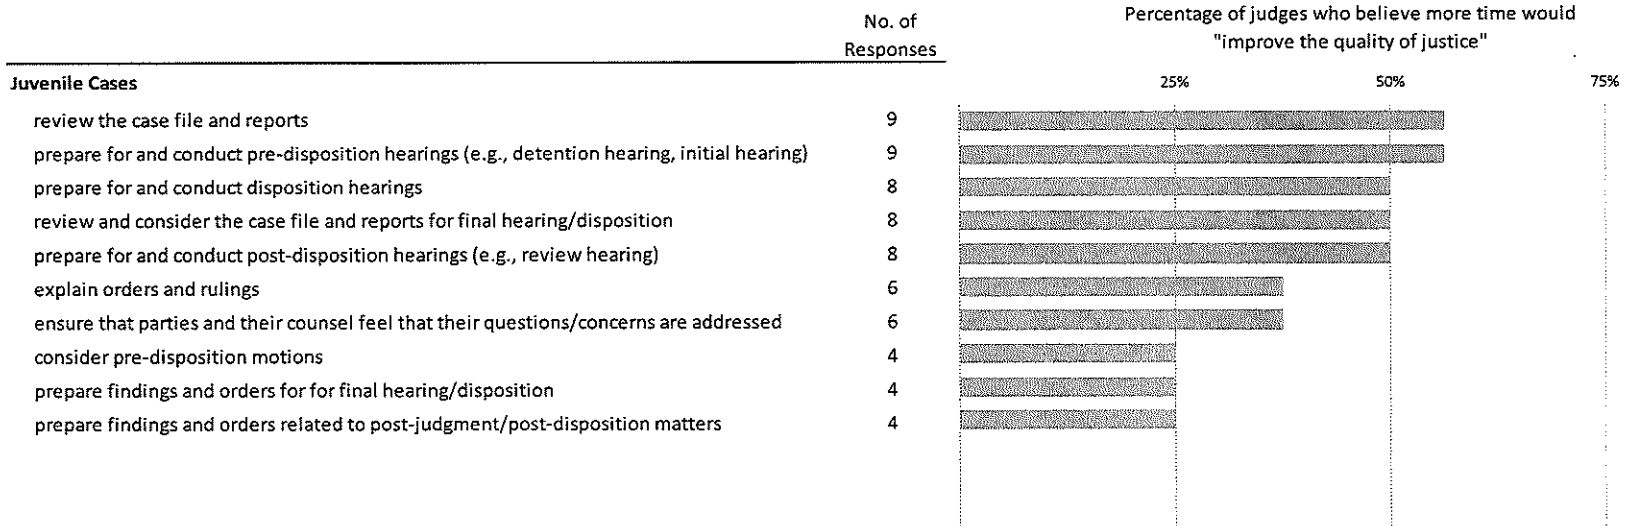 No. of
Responses
Percentage of judges who believe more time would
"improve the quality of justice"
Juvenile Cases
25%
50%
75%
review the case file and reports 9
prepare for and conduct pre-disposition hearings (e.g., detention hearing, initial hearing) 9
prepare for and conduct disposition hearings 8
review and consider the case file and reports for final hearing/disposition 8
prepare for and conduct post-disposition hearings (e.g., review hearing) 8
explain orders and rulings 6
ensure that parties and their counsel feel that their questions/concerns are addressed 6
consider pre-disposition motions 4
prepare findings and orders for for final hearing/disposition 4
prepare findings and orders related to post-judgment/post-disposition matters 4